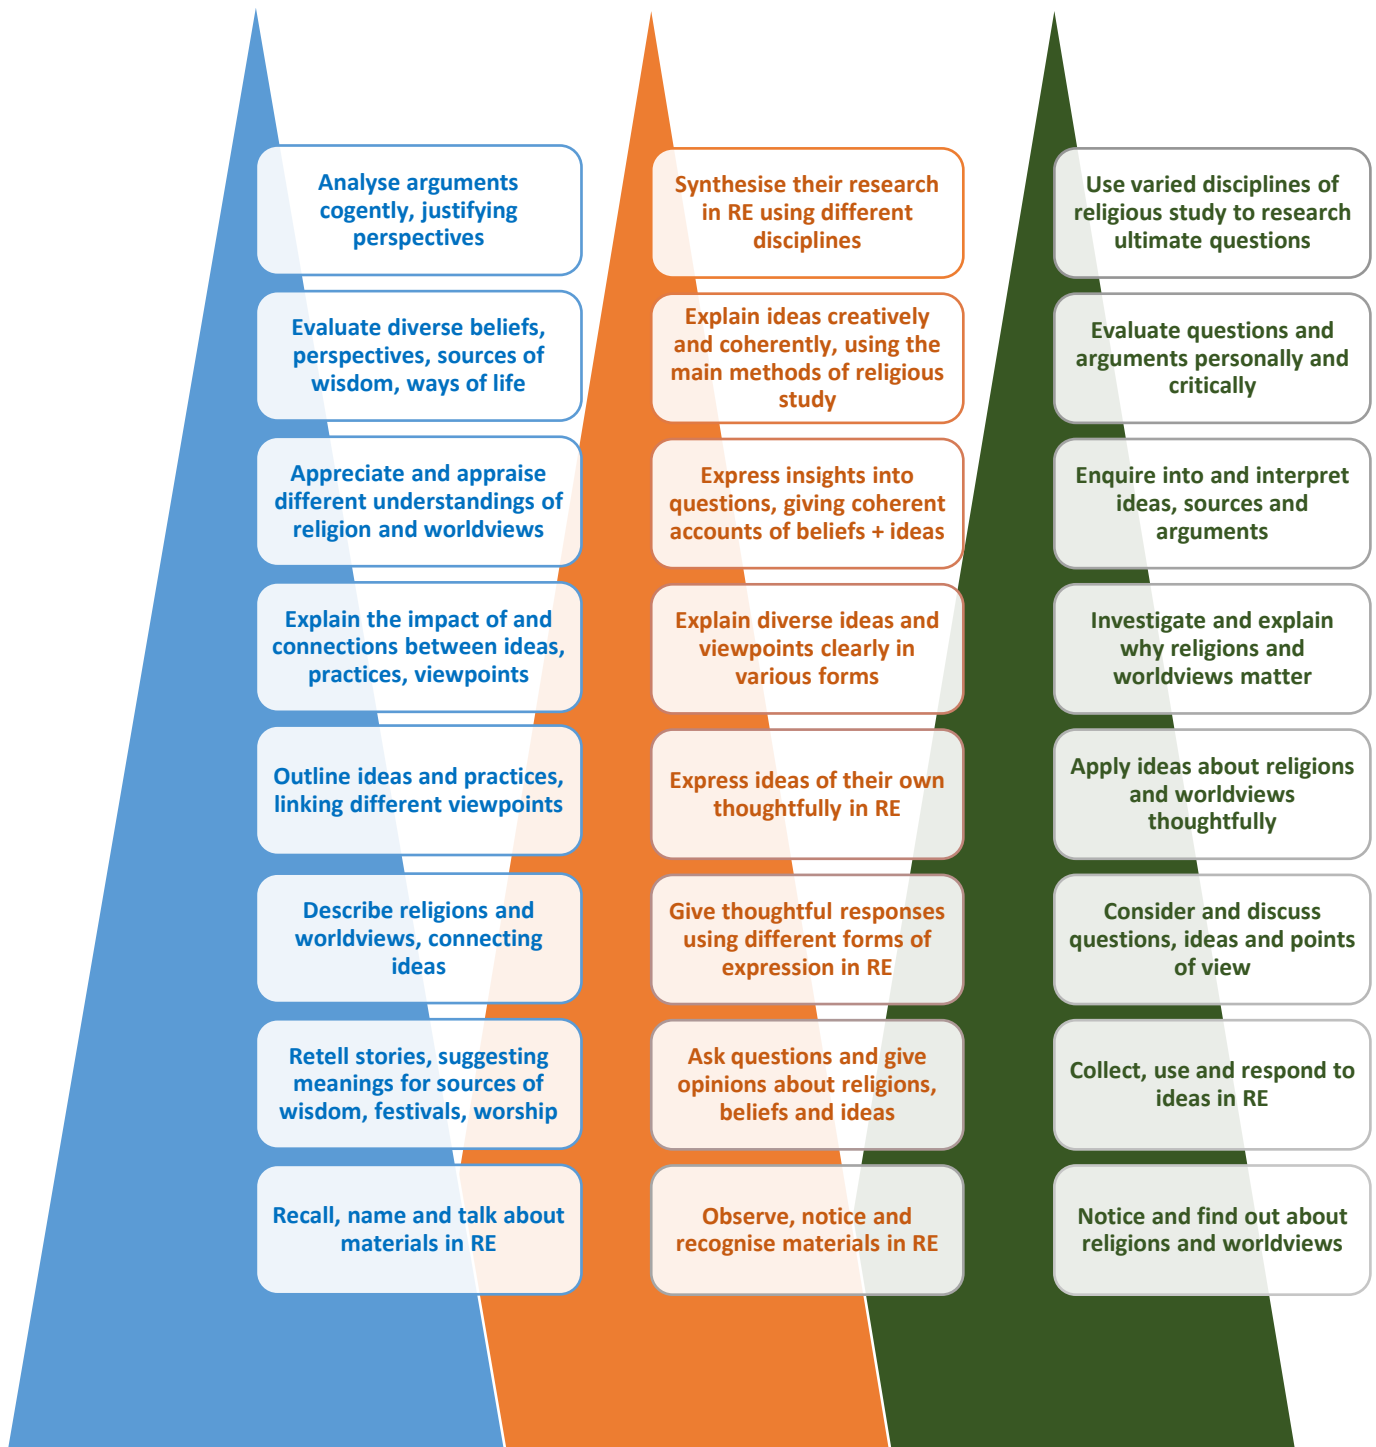 Analyse arguments
cogently, justifying
perspectives
Evaluate diverse beliefs,
perspectives, sources of
wisdom, ways of life
Appreciate and appraise
different understandings of
religion and worldviews
Explain the impact of and
connections between ideas,
practices, viewpoints
Outline ideas and practices,
linking different viewpoints
Describe religions and
worldviews, connecting
ideas
Retell stories, suggesting
meanings for sources of
wisdom, festivals, worship
Recall, name and talk about
materials in RE
Synthesise their research
in RE using different
disciplines
Explain ideas creatively
and coherently, using the
main methods of religious
study
Express insights into
questions, giving coherent
accounts of beliefs + ideas
Explain diverse ideas and
viewpoints clearly in
various forms
Express ideas of their own
thoughtfully in RE
Give thoughtful responses
using different forms of
expression in RE
Ask questions and give
opinions about religions,
beliefs and ideas
Observe, notice and
recognise materials in RE
Use varied disciplines of
religious study to research
ultimate questions
Evaluate questions and
arguments personally and
critically
Enquire into and interpret
ideas, sources and
arguments
Investigate and explain
why religions and
worldviews matter
Apply ideas about religions
and worldviews
thoughtfully
Consider and discuss
questions, ideas and points
of view
Collect, use and respond to
ideas in RE
Notice and find out about
religions and worldviews